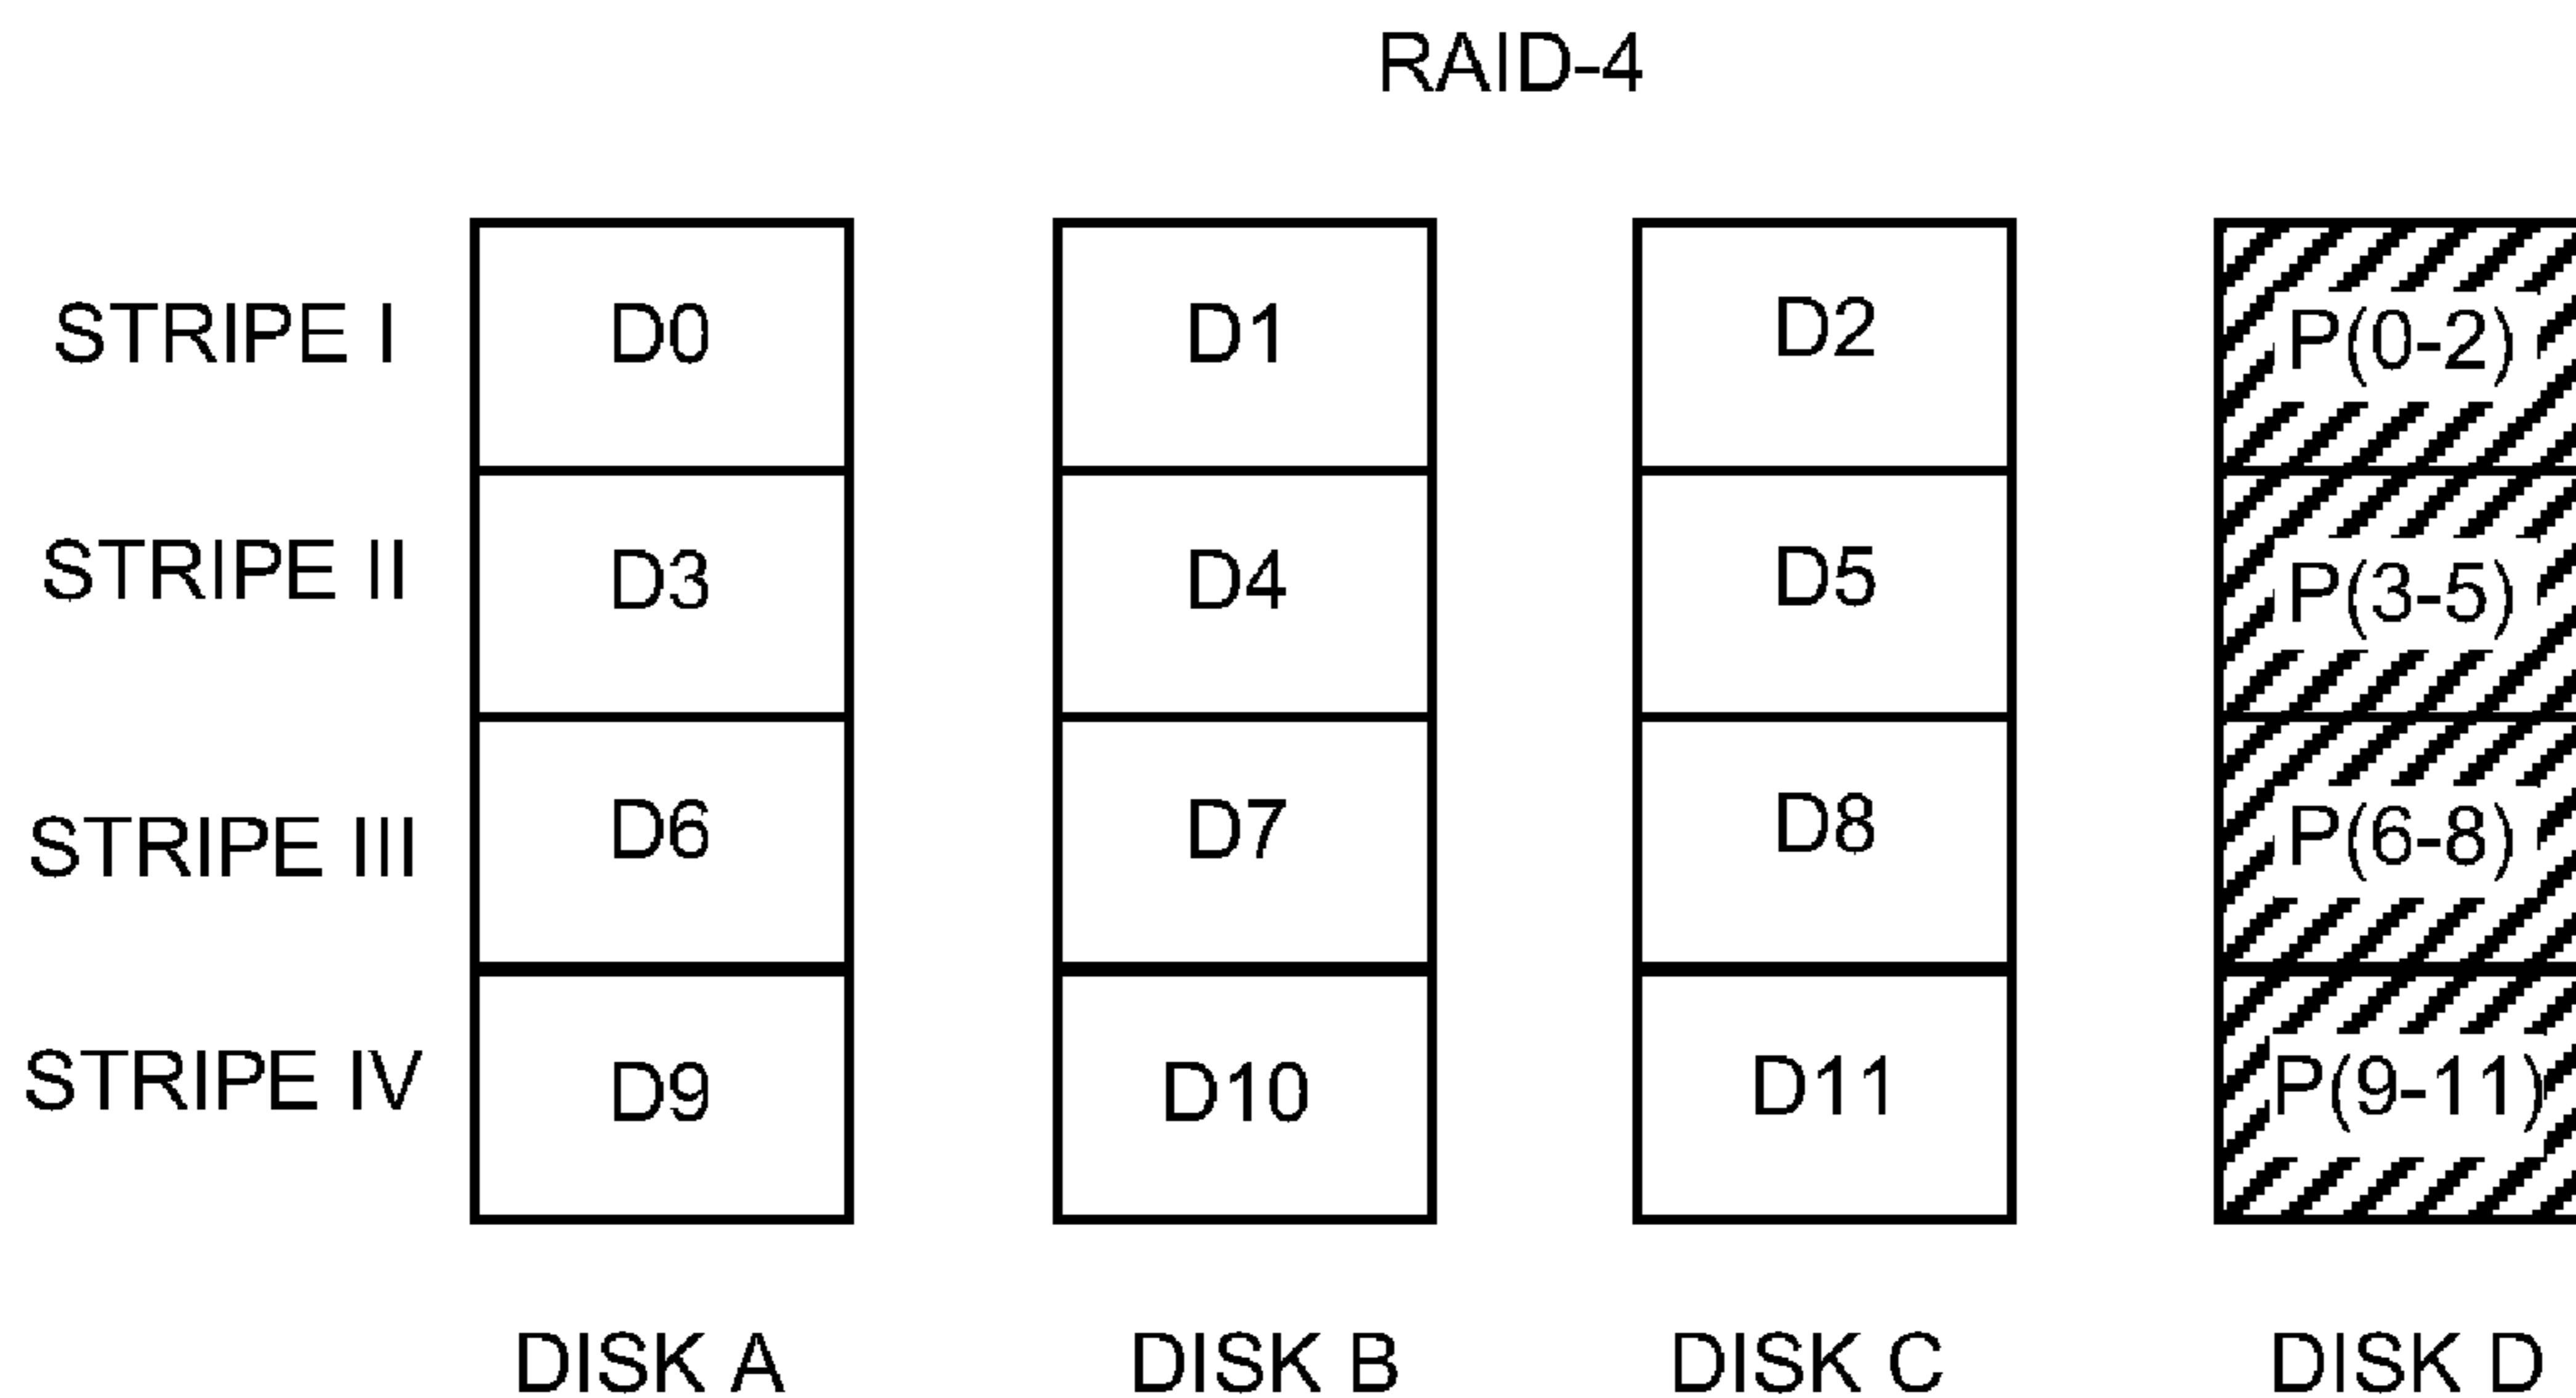 RAID-4
STRIPE I D0 D1 D2 P(0-2)
STRIPE II D3 D4 D5 P(3-5)
STRIPE III D6 D7 D8 P(6-8)
STRIPE IV D9 D10 D11 P(9-11)
DISK A DISK B DISK C DISK D